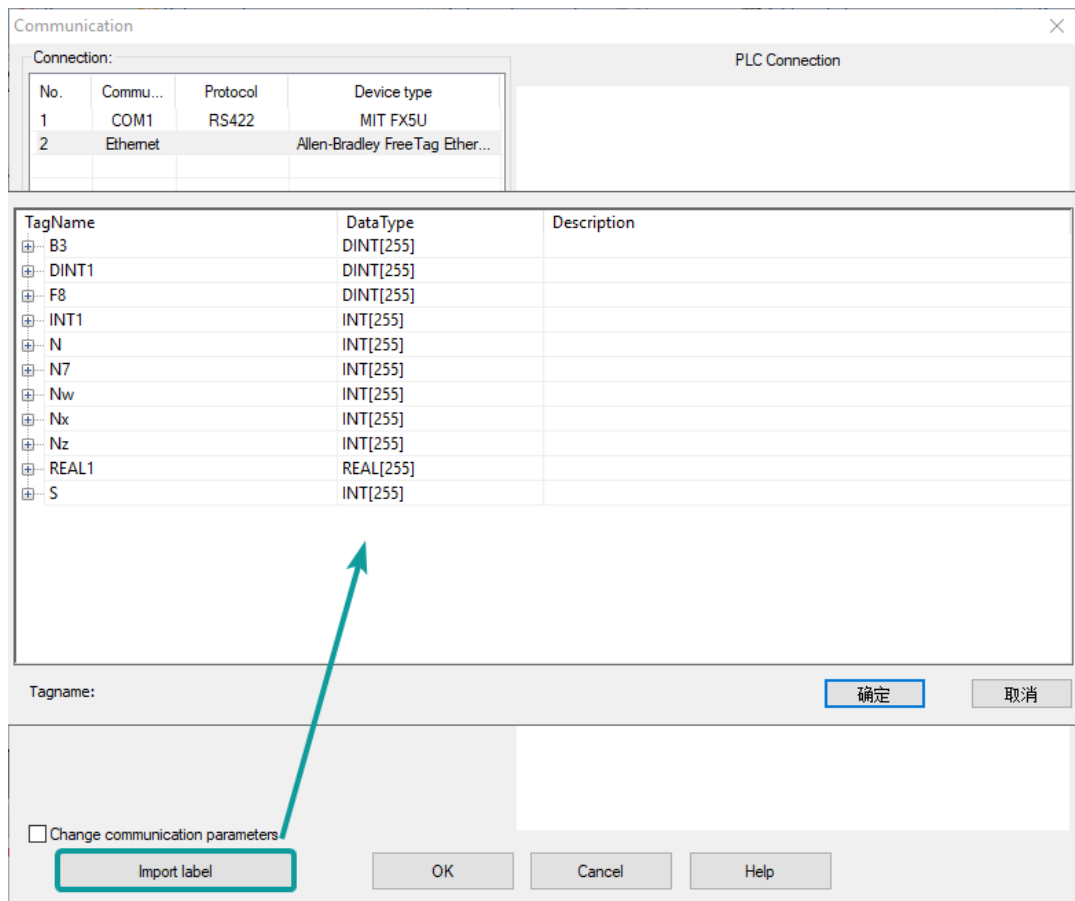 Communication
Connection:
PLC Connection
No. Commu... Protocol Device type
1 COM1 RS422 MIT FX5U
2 Ethernet Allen-Bradley FreeTag Ether...
TagName DataType Description
B3 DINT[255]
DINT1 DINT[255]
F8 DINT[255]
INT1 INT[255]
N INT[255]
N7 INT[255]
Nw INT[255]
Nx INT[255]
Nz INT[255]
REAL1 REAL[255]
S INT[255]
Tagname: 确定 取消
Change communication parameters
Import label OK Cancel Help